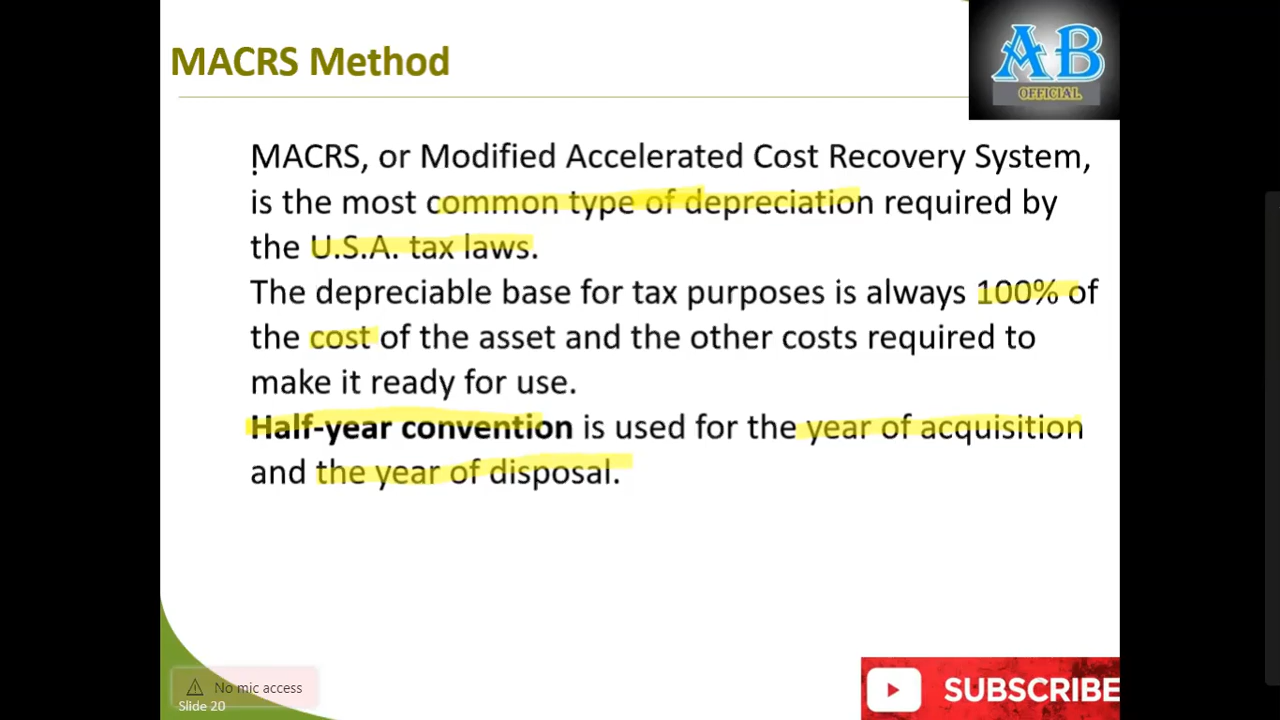 MACRS Method
AB
OFFICIAL
MACRS, or Modified Accelerated Cost Recovery System,
is the most common type of depreciation required by
the U.S.A. tax laws.
The depreciable base for tax purposes is always 100% of
the cost of the asset and the other costs required to
make it ready for use.
Half-year convention is used for the year of acquisition
and the year of disposal.
No mic access
Slide 20
SUBSCRIBE